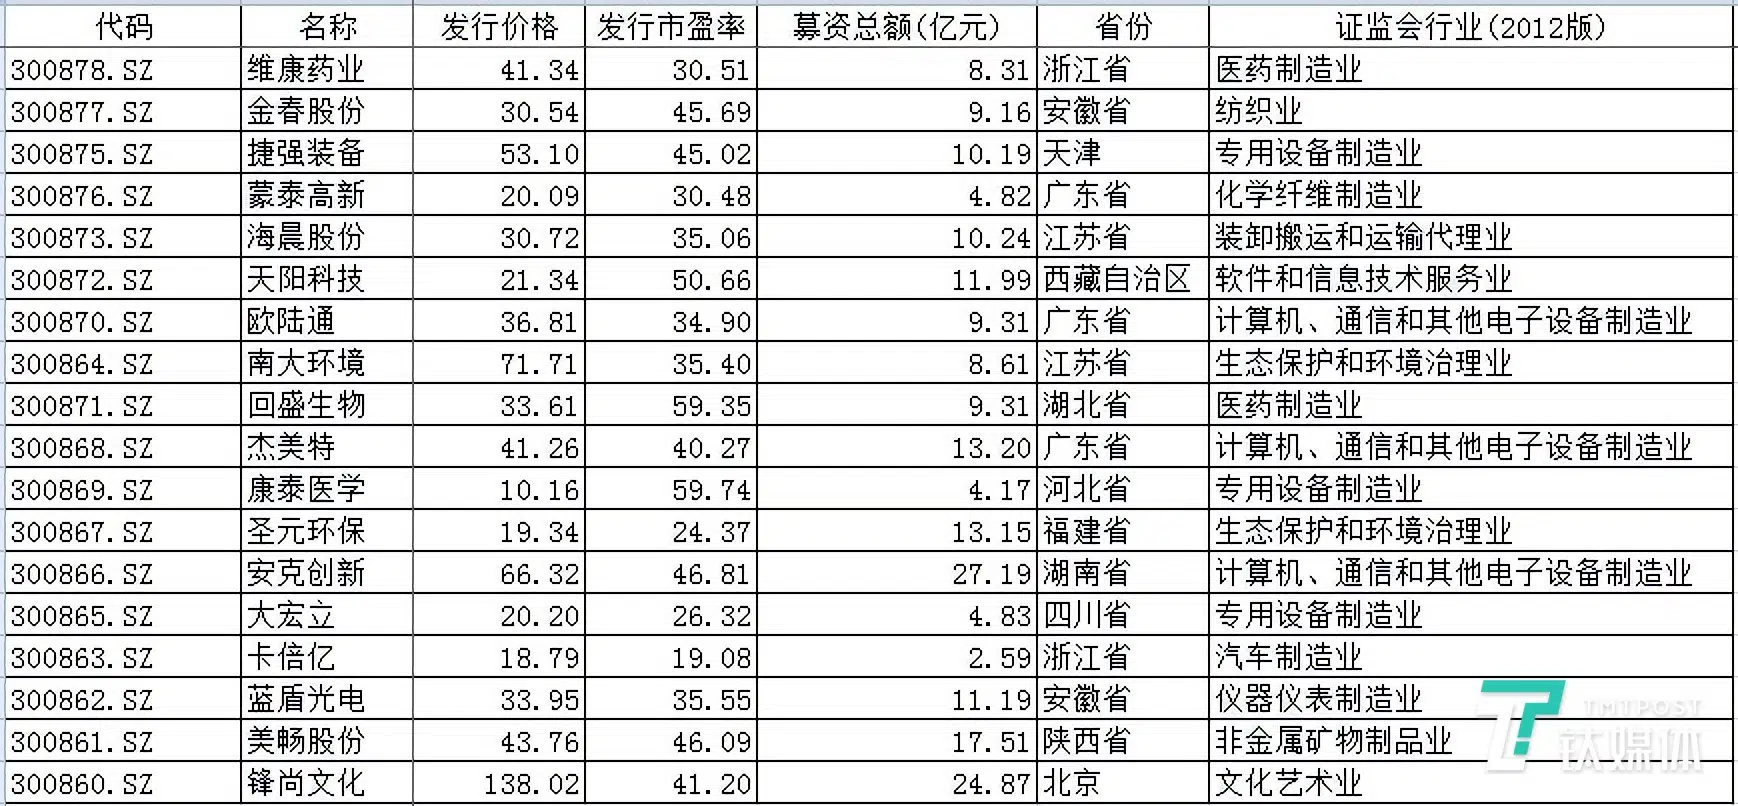 代码 名称 发行价格 发行市盈率 募资总额(亿元) 省份 证监会行业(2012版)
300878.SZ 维康药业 41.34 30.51 8.31 浙江省 医药制造业
300877.SZ 金春股份 30.54 45.69 9.16 安徽省 纺织业
300875.SZ 捷强装备 53.10 45.02 10.19 天津 专用设备制造业
300876.SZ 蒙泰高新 20.09 30.48 4.82 广东省 化学纤维制造业
300873.SZ 海晨股份 30.72 35.06 10.24 江苏省 装卸搬运和运输代理业
300872.SZ 天阳科技 21.34 50.66 11.99 西藏自治区 软件和信息技术服务业
300870.SZ 欧陆通 36.81 34.90 9.31 广东省 计算机、通信和其他电子设备制造业
300864.SZ 南大环境 71.71 35.40 8.61 江苏省 生态保护和环境治理业
300871.SZ 回盛生物 33.61 59.35 9.31 湖北省 医药制造业
300868.SZ 杰美特 41.26 40.27 13.20 广东省 计算机、通信和其他电子设备制造业
300869.SZ 康泰医学 10.16 59.74 4.17 河北省 专用设备制造业
300867.SZ 圣元环保 19.34 24.37 13.15 福建省 生态保护和环境治理业
300866.SZ 安克创新 66.32 46.81 27.19 湖南省 计算机、通信和其他电子设备制造业
300865.SZ 大宏立 20.20 26.32 4.83 四川省 专用设备制造业
300863.SZ 卡倍亿 18.79 19.08 2.59 浙江省 汽车制造业
300862.SZ 蓝盾光电 33.95 35.55 11.19 安徽省 仪器仪表制造业
300861.SZ 美畅股份 43.76 46.09 17.51 陕西省 非金属矿物制品业
300860.SZ 锋尚文化 138.02 41.20 24.87 北京 文化艺术业
TMTPOST
钛媒体